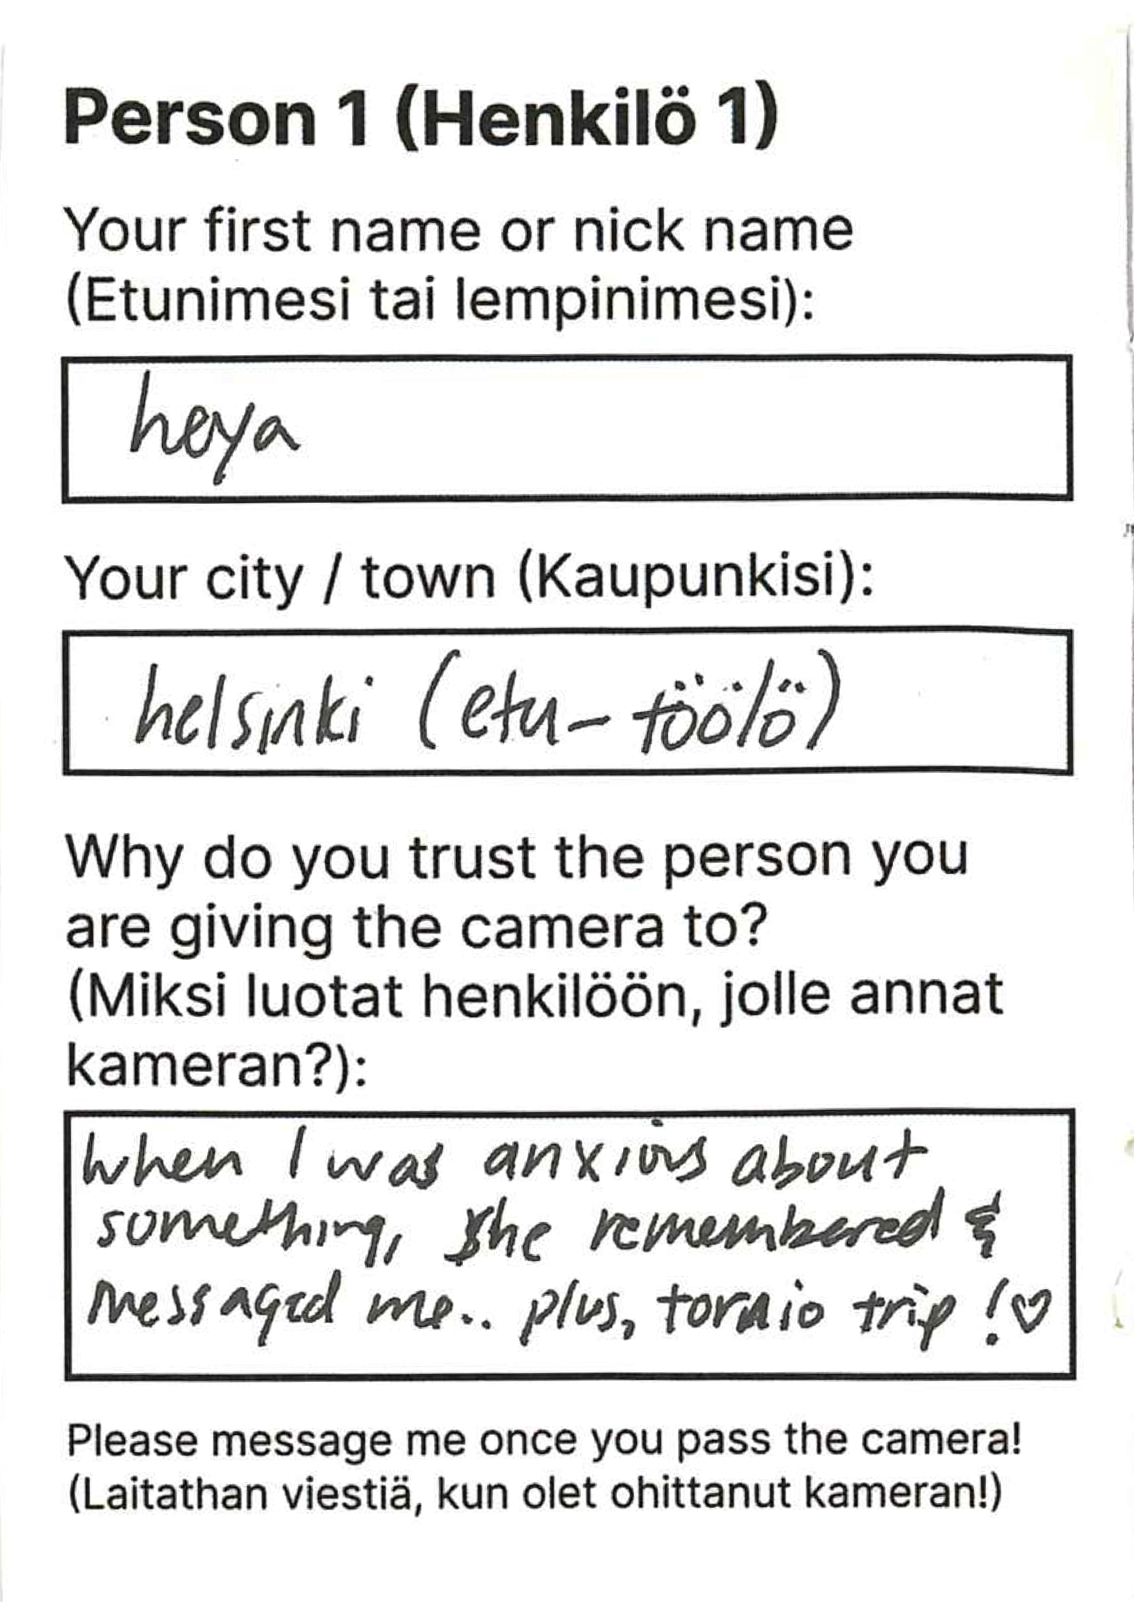 Person 1 (Henkilö 1)
Your first name or nick name
(Etunimesi tai lempinimesi):
heya
Your city / town (Kaupunkisi):
helsinki (etu-töölö)
Why do you trust the person you
are giving the camera to?
(Miksi luotat henkilöön, jolle annat
kameran?):
When I was anxious about
something, she remembered &
messaged me.. plus, tornio trip!♡
Please message me once you pass the camera!
(Laitathan viestiä, kun olet ohittanut kameran!)